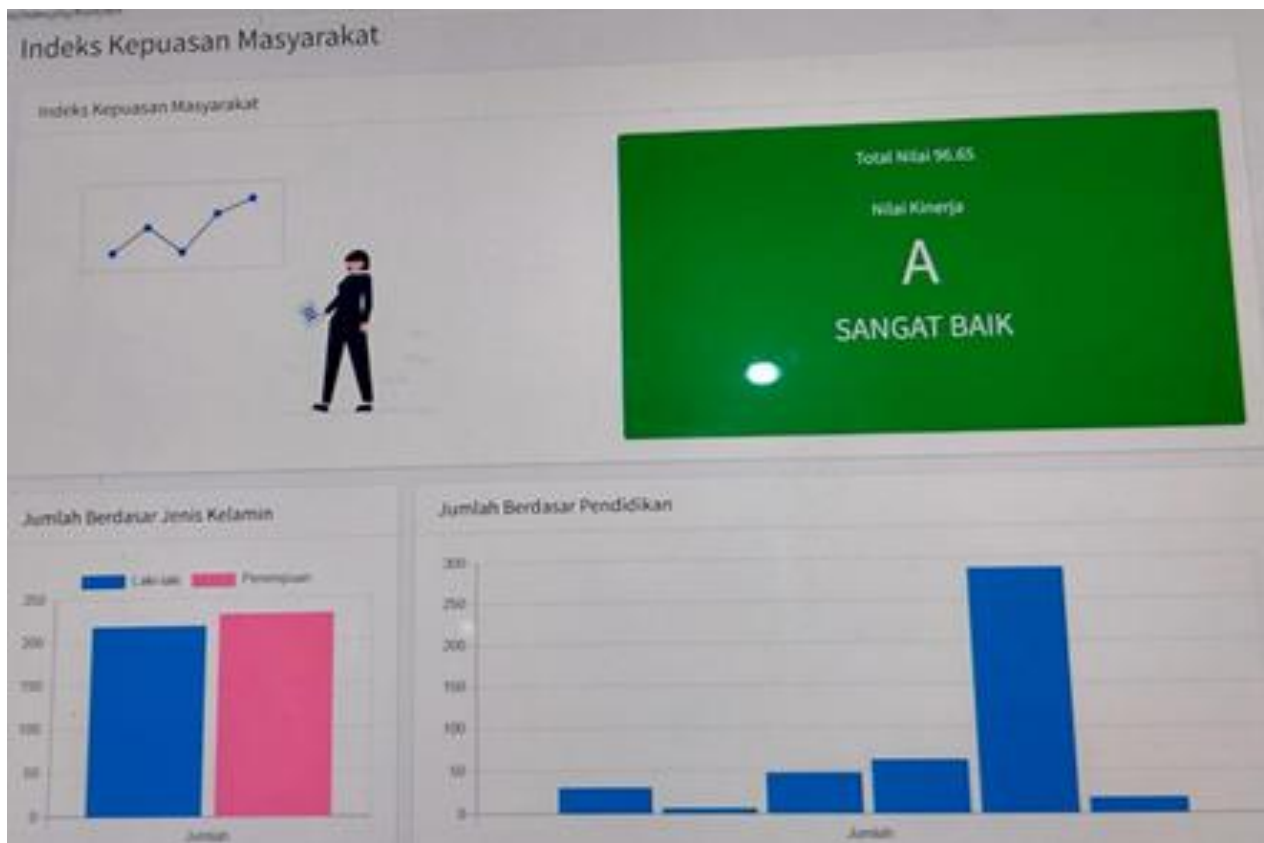 Indeks Kepuasan Masyarakat
Indeks Kepuasan Masyarakat
Total Nilai 96.65
Nilai Kinerja
A
SANGAT BAIK
Jumlah Berdasar Jenis Kelamin
Laki-laki Perempuan
250
200
150
100
50
0
Jumlah
Jumlah Berdasar Pendidikan
300
250
200
150
100
50
0
Jumlah